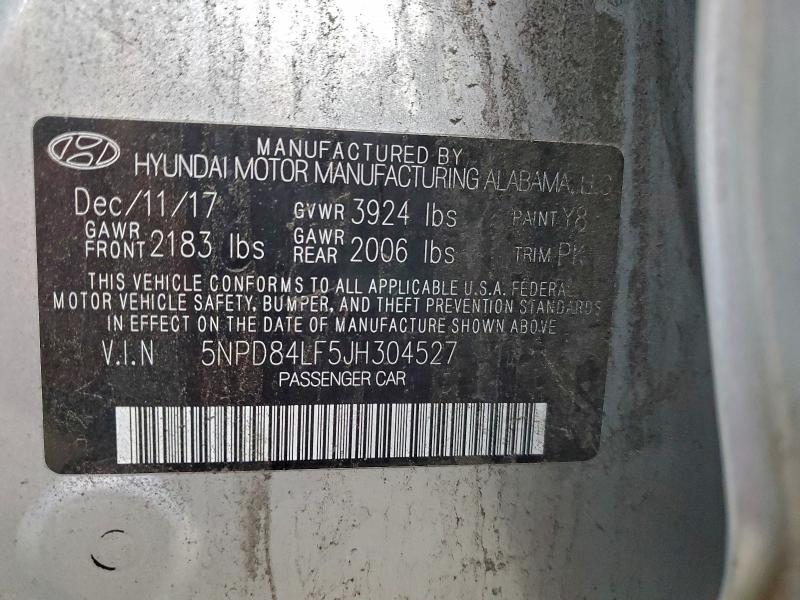 MANUFACTURED BY
HYUNDAI MOTOR MANUFACTURING ALABAMA, LLC
Dec/11/17 GVWR 3924 lbs PAINT Y8
GAWR FRONT 2183 lbs GAWR REAR 2006 lbs TRIM PK
THIS VEHICLE CONFORMS TO ALL APPLICABLE U.S.A. FEDERAL
MOTOR VEHICLE SAFETY, BUMPER, AND THEFT PREVENTION STANDARDS
IN EFFECT ON THE DATE OF MANUFACTURE SHOWN ABOVE.
V.I.N 5NPD84LF5JH304527
PASSENGER CAR